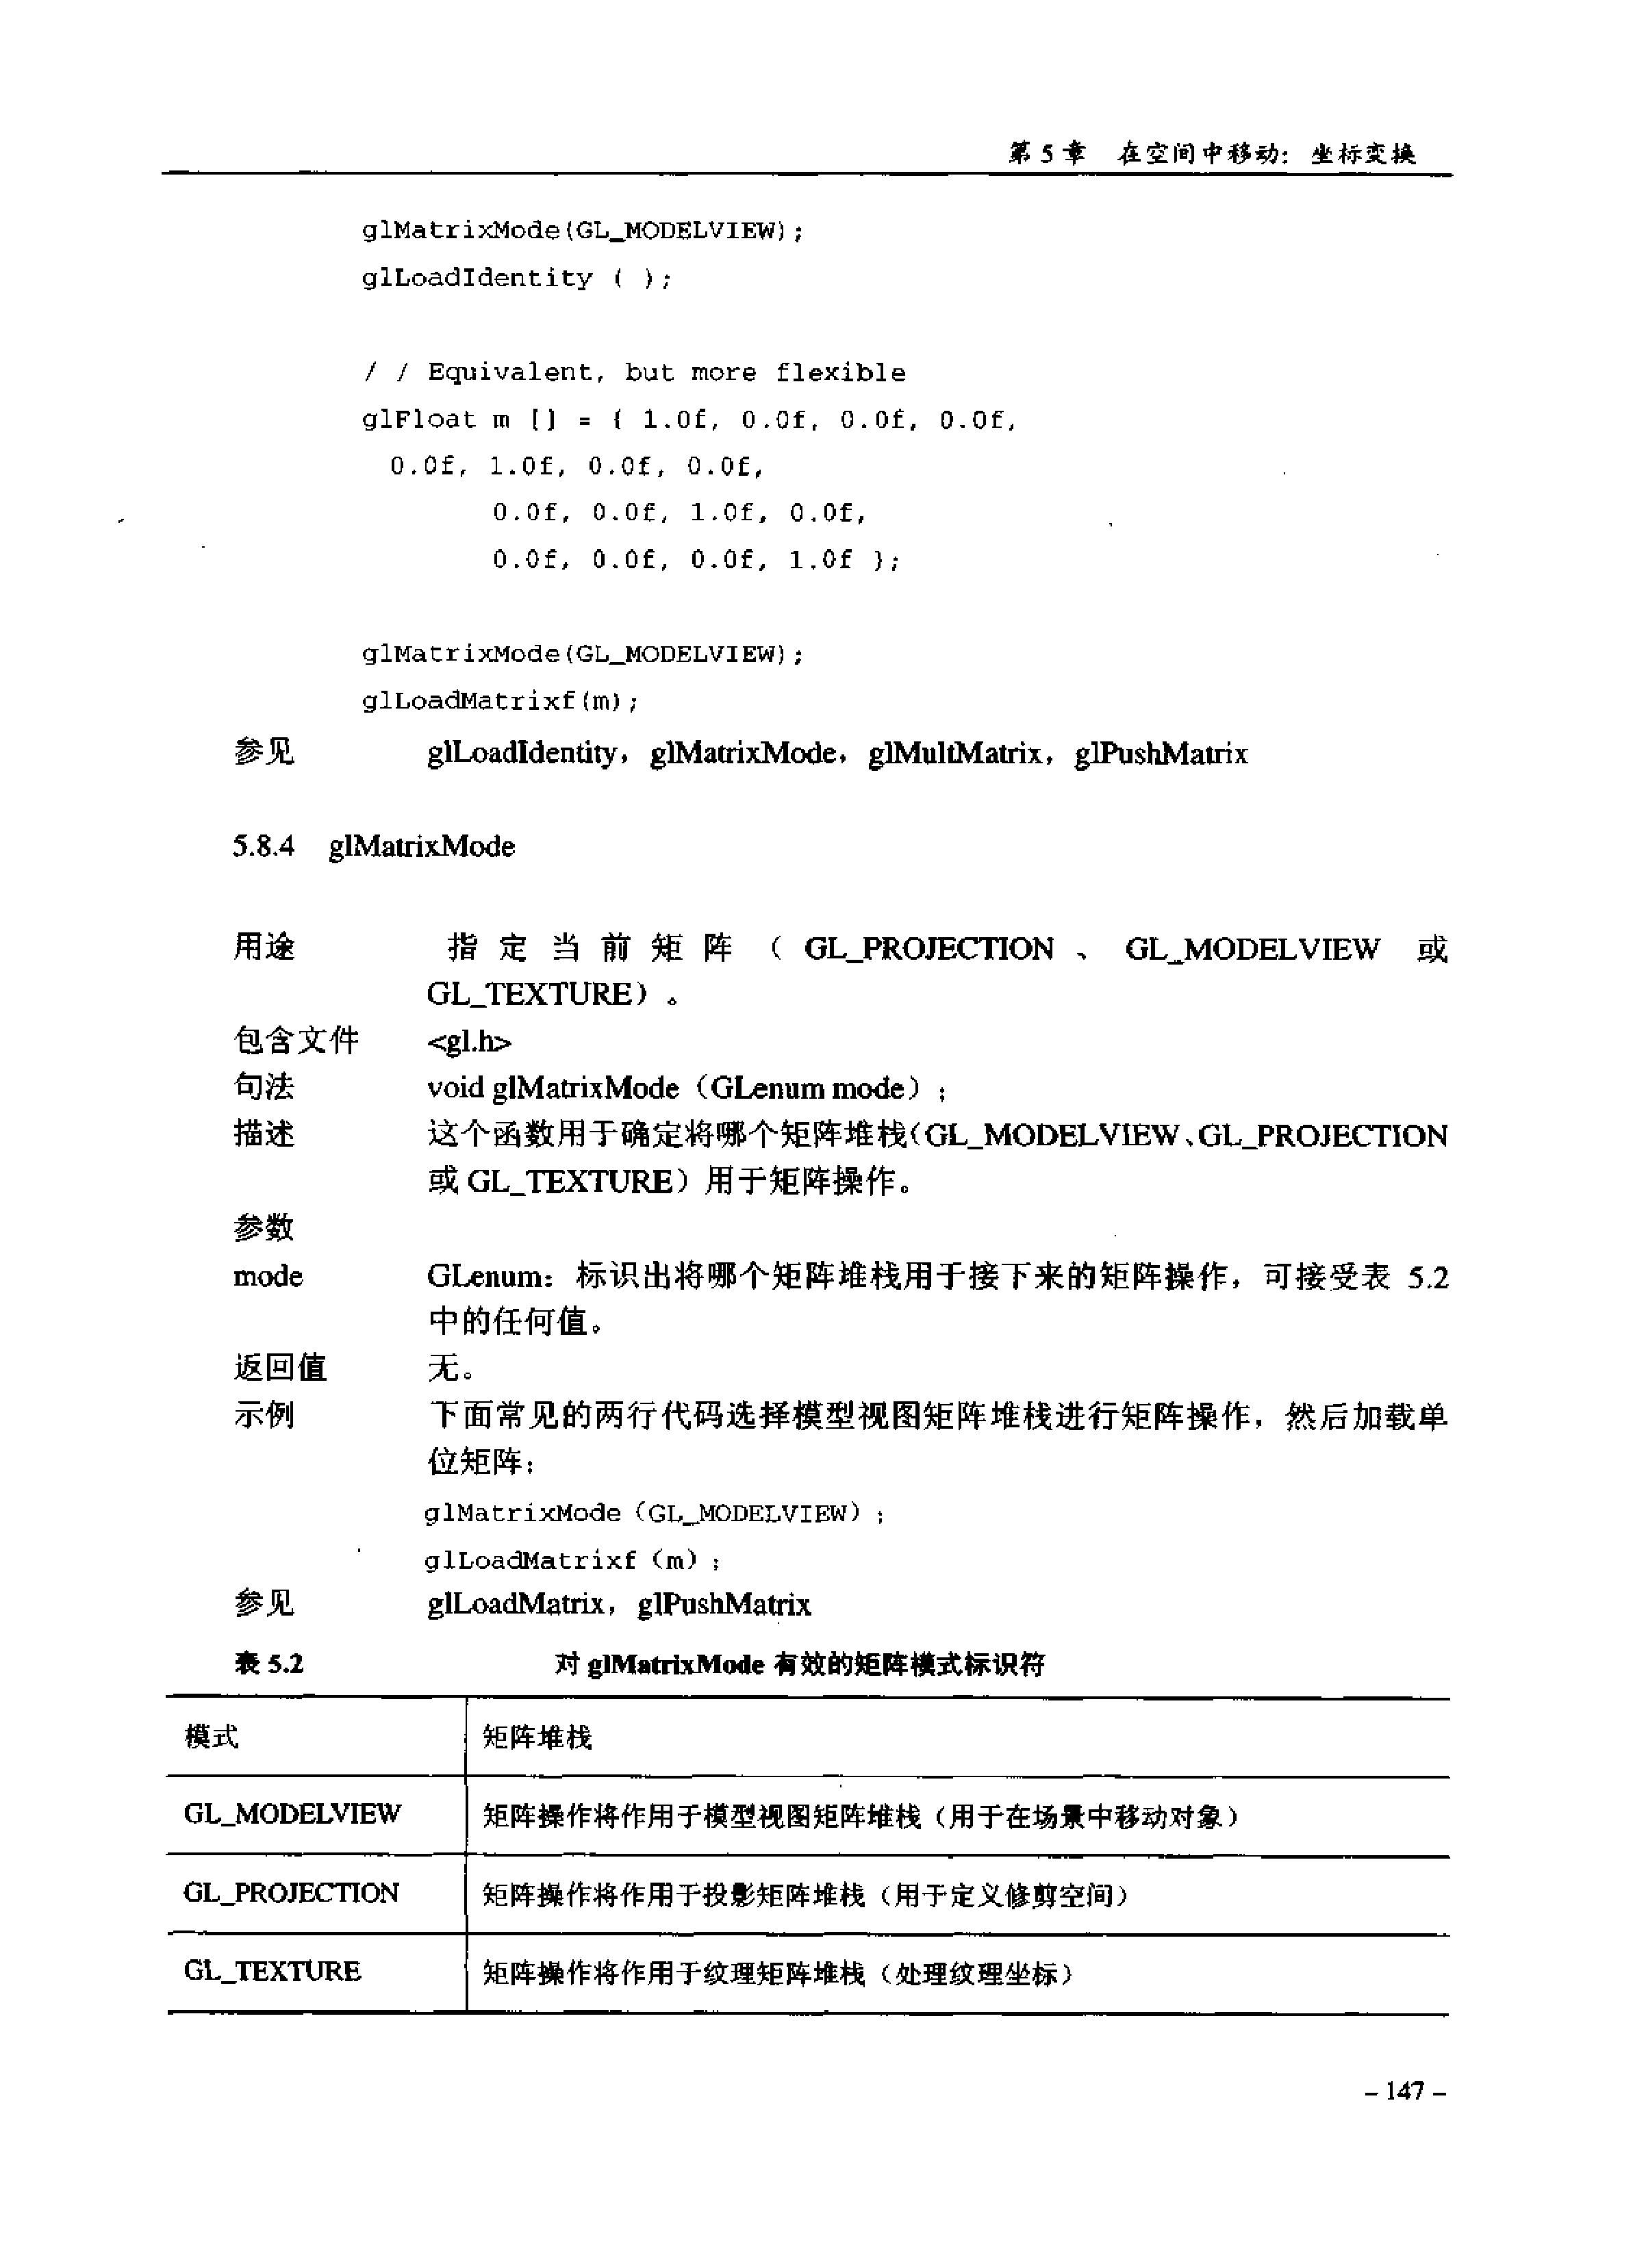 第 5 章　在空间中移动：坐标变换
glMatrixMode(GL_MODELVIEW);
glLoadIdentity ( );
/ / Equivalent, but more flexible
glFloat m [] = { 1.0f, 0.0f, 0.0f, 0.0f,
0.0f, 1.0f, 0.0f, 0.0f,
0.0f, 0.0f, 1.0f, 0.0f,
0.0f, 0.0f, 0.0f, 1.0f };
glMatrixMode(GL_MODELVIEW);
glLoadMatrixf(m);
参见　glLoadIdentity，glMatrixMode，glMultMatrix，glPushMatrix
5.8.4　glMatrixMode
用途　指定当前矩阵（GL_PROJECTION、GL_MODELVIEW 或
GL_TEXTURE）。
包含文件　<gl.h>
句法　void glMatrixMode（GLenum mode）;
描述　这个函数用于确定将哪个矩阵堆栈（GL_MODELVIEW、GL_PROJECTION
或 GL_TEXTURE）用于矩阵操作。
参数
mode　GLenum：标识出将哪个矩阵堆栈用于接下来的矩阵操作，可接受表 5.2
中的任何值。
返回值　无。
示例　下面常见的两行代码选择模型视图矩阵堆栈进行矩阵操作，然后加载单
位矩阵：
glMatrixMode（GL_MODELVIEW）;
glLoadMatrixf（m）;
参见　glLoadMatrix，glPushMatrix
表 5.2　对 glMatrixMode 有效的矩阵模式标识符
模式　矩阵堆栈
GL_MODELVIEW　矩阵操作将作用于模型视图矩阵堆栈（用于在场景中移动对象）
GL_PROJECTION　矩阵操作将作用于投影矩阵堆栈（用于定义修剪空间）
GL_TEXTURE　矩阵操作将作用于纹理矩阵堆栈（处理纹理坐标）
– 147 –